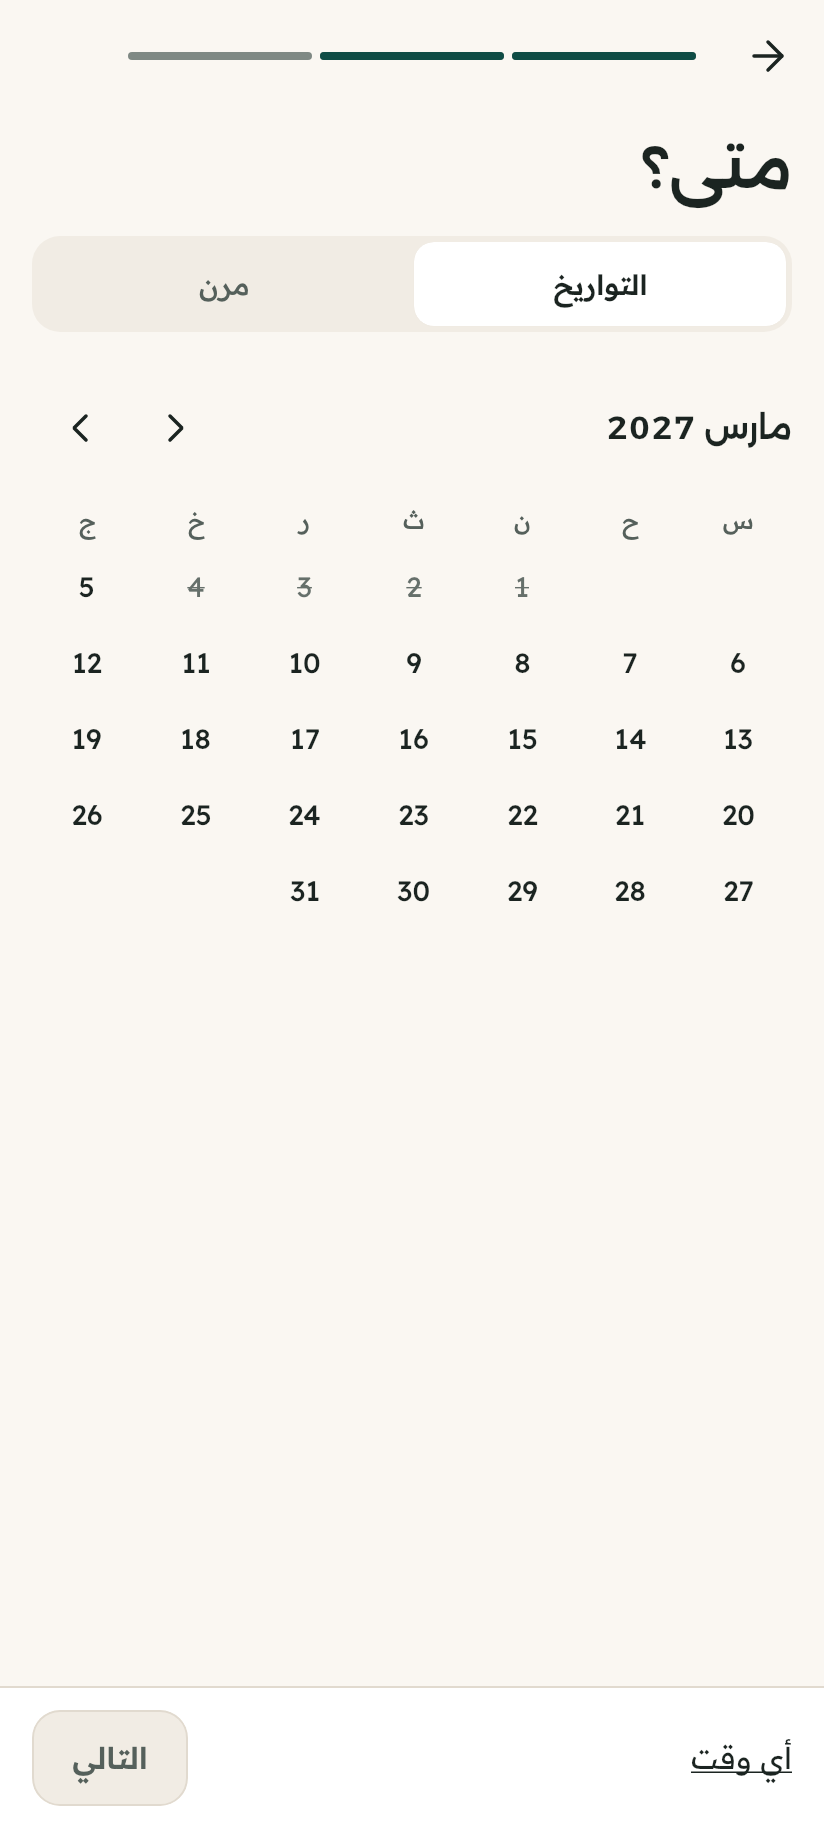 متى؟
التواريخ مرن
مارس 2027
س ح ن ث ر خ ج
1 2 3 4 5
6 7 8 9 10 11 12
13 14 15 16 17 18 19
20 21 22 23 24 25 26
27 28 29 30 31
أي وقت التالي